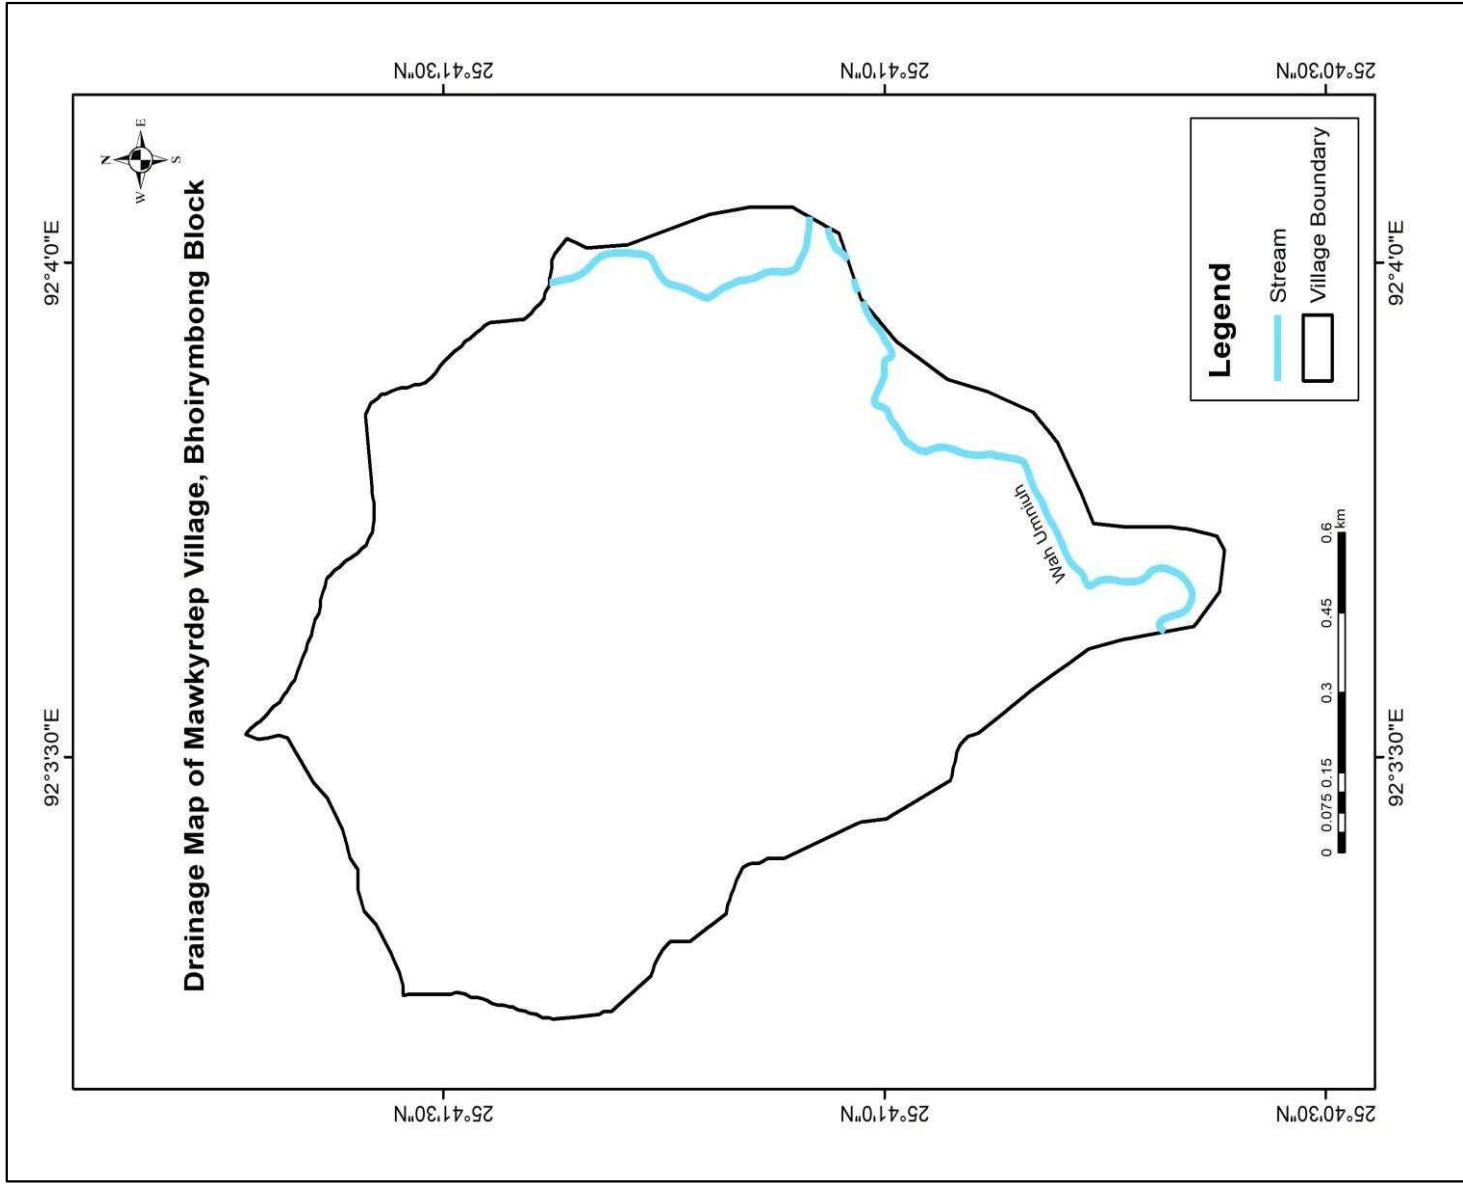 Drainage Map of Mawkyrdep Village, Bhoirymbong Block
N
W
E
S
92°3'30"E
92°4'0"E
25°41'30"N
25°41'30"N
25°41'0"N
25°41'0"N
25°40'30"N
25°40'30"N
Wah Umniuh
0 0.075 0.15 0.3 0.45 0.6
km
Legend
Stream
Village Boundary
92°3'30"E
92°4'0"E